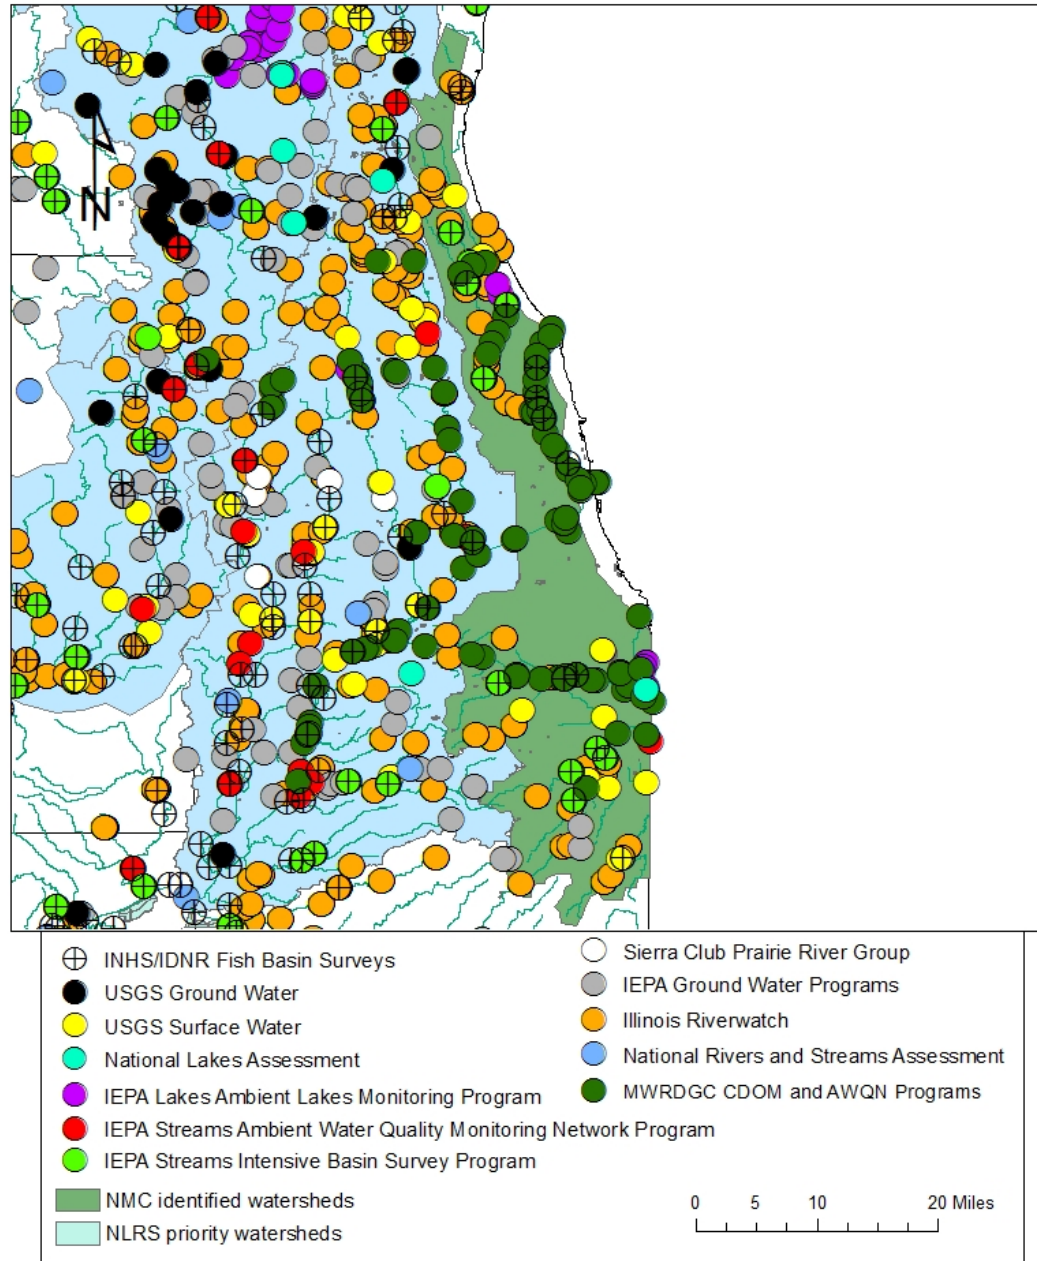 N
INHS/IDNR Fish Basin Surveys
USGS Ground Water
USGS Surface Water
National Lakes Assessment
IEPA Lakes Ambient Lakes Monitoring Program
IEPA Streams Ambient Water Quality Monitoring Network Program
IEPA Streams Intensive Basin Survey Program
NMC identified watersheds
NLRS priority watersheds
Sierra Club Prairie River Group
IEPA Ground Water Programs
Illinois Riverwatch
National Rivers and Streams Assessment
MWRDGC CDOM and AWQN Programs
0 5 10 20 Miles